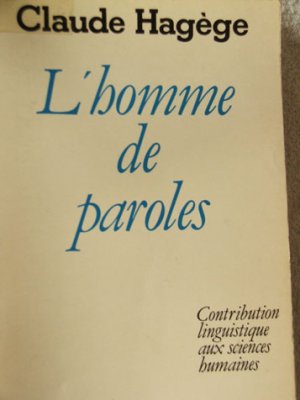 Claude Hagège
L'homme
de
paroles
Contribution
linguistique
aux sciences
humaines